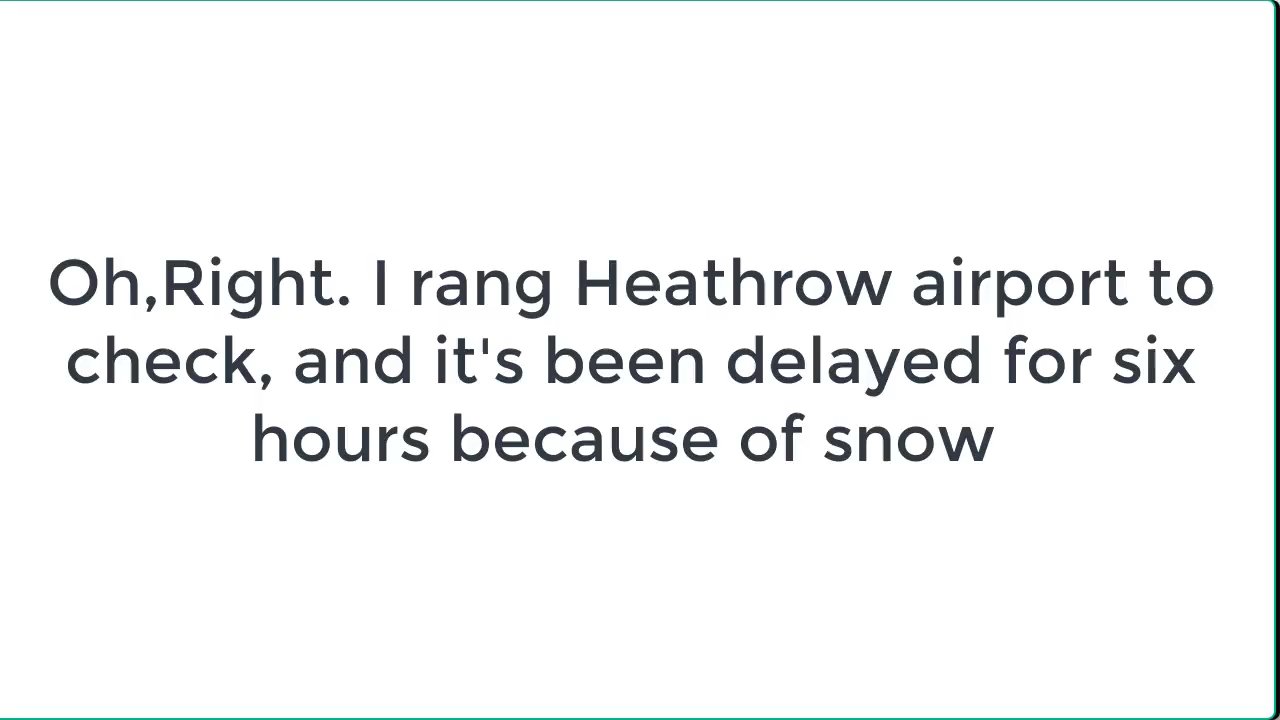 Oh,Right. I rang Heathrow airport to
check, and it's been delayed for six
hours because of snow